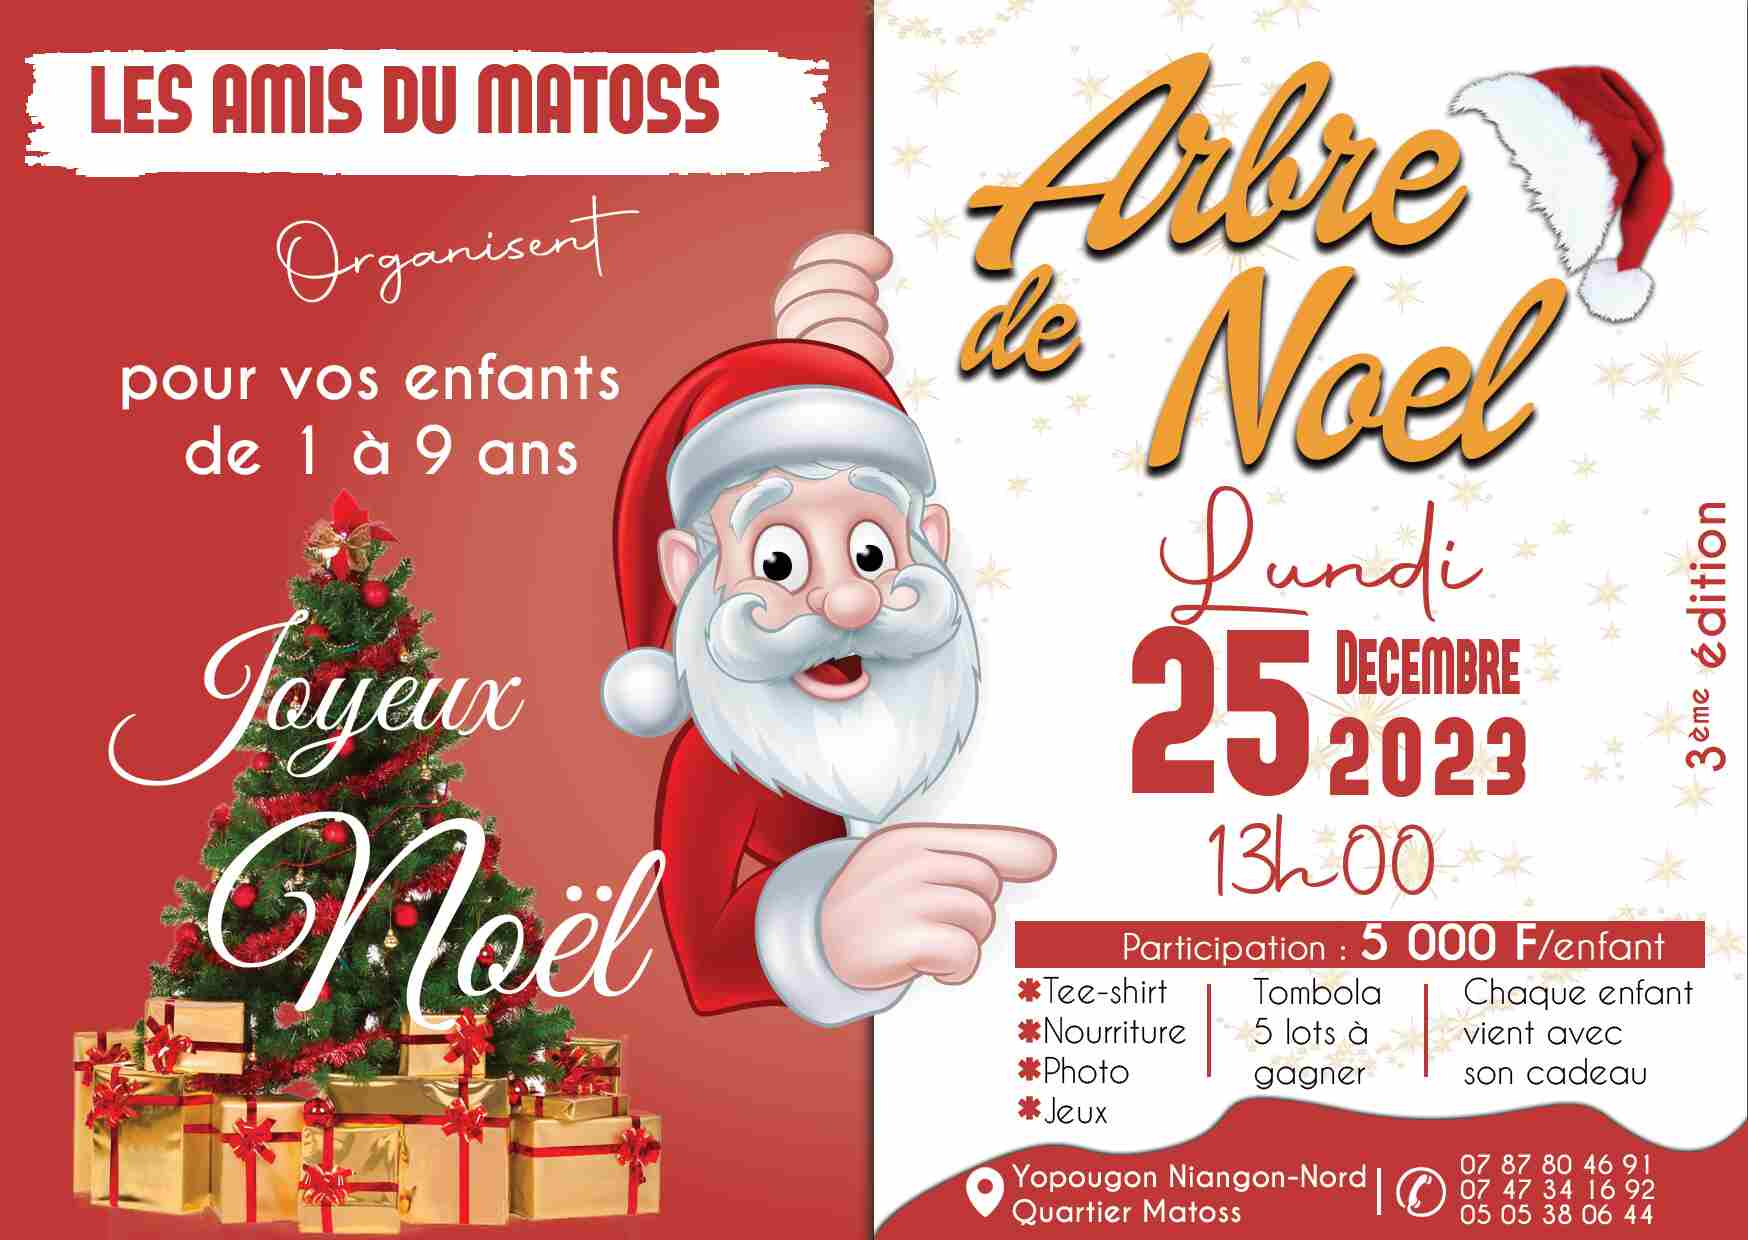 LES AMIS DU MATOSS
Organisent
pour vos enfants
de 1 à 9 ans
Joyeux
Noël
Arbre
de Noel
Lundi
25 DECEMBRE
2023
13h00
3ème édition
Participation : 5 000 F/enfant
✱Tee-shirt
✱Nourriture
✱Photo
✱Jeux
Tombola
5 lots à
gagner
Chaque enfant
vient avec
son cadeau
Yopougon Niangon-Nord
Quartier Matoss
07 87 80 46 91
07 47 34 16 92
05 05 38 06 44